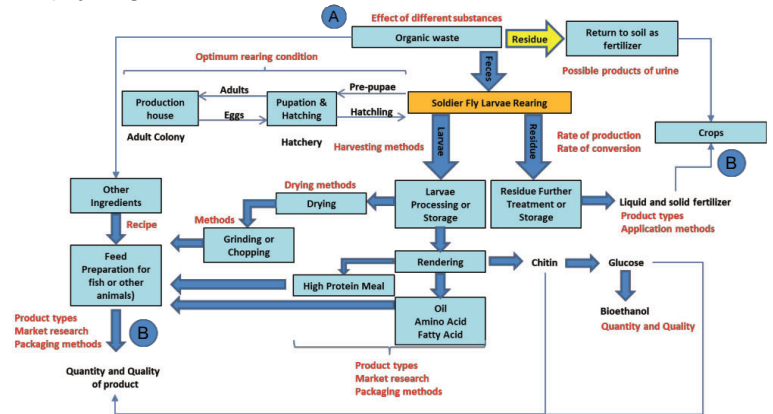 A
Effect of different substances
Organic waste
Residue
Return to soil as
fertilizer
Feces
Possible products of urine
Optimum rearing condition
Production
house
Adults
Eggs
Pupation &
Hatching
Pre-pupae
Hatchling
Soldier Fly Larvae Rearing
Adult Colony
Hatchery
Crops
B
Harvesting methods
Larvae
Residue
Rate of production
Rate of conversion
Other
Ingredients
Recipe
Drying methods
Drying
Larvae
Processing or
Storage
Residue Further
Treatment or
Storage
Liquid and solid fertilizer
Product types
Application methods
Methods
Grinding or
Chopping
Feed
Preparation for
fish or other
animals)
Rendering
Chitin
Glucose
High Protein Meal
Oil
Amino Acid
Fatty Acid
Bioethanol
Quantity and Quality
Product types
Market research
Packaging methods
B
Product types
Market research
Packaging methods
Quantity and Quality
of product